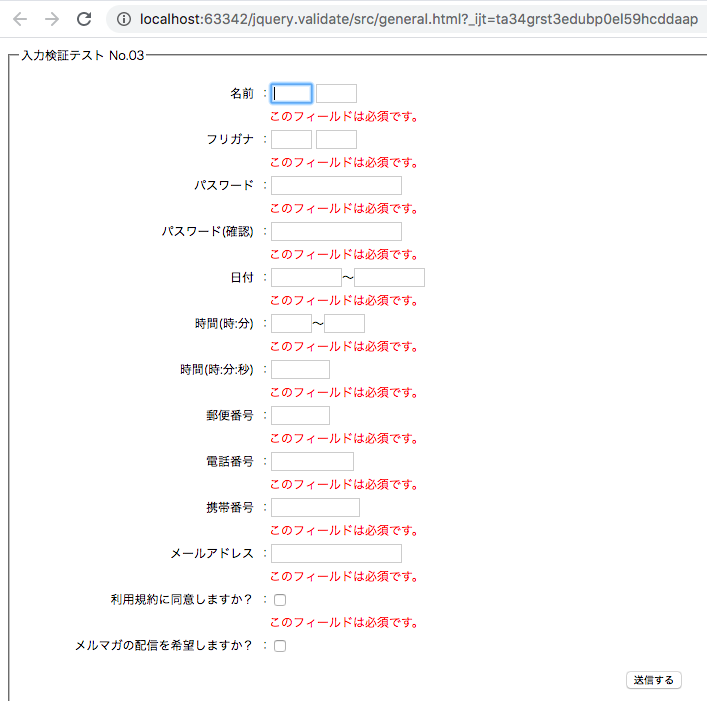 localhost:63342/jquery.validate/src/general.html?_ijt=ta34grst3edubp0el59hcddaap
入力検証テスト No.03
名前 :
このフィールドは必須です。
フリガナ :
このフィールドは必須です。
パスワード :
このフィールドは必須です。
パスワード(確認) :
このフィールドは必須です。
日付 : ～
このフィールドは必須です。
時間(時:分) : ～
このフィールドは必須です。
時間(時:分:秒) :
このフィールドは必須です。
郵便番号 :
このフィールドは必須です。
電話番号 :
このフィールドは必須です。
携帯番号 :
このフィールドは必須です。
メールアドレス :
このフィールドは必須です。
利用規約に同意しますか？ :
このフィールドは必須です。
メルマガの配信を希望しますか？ :
送信する